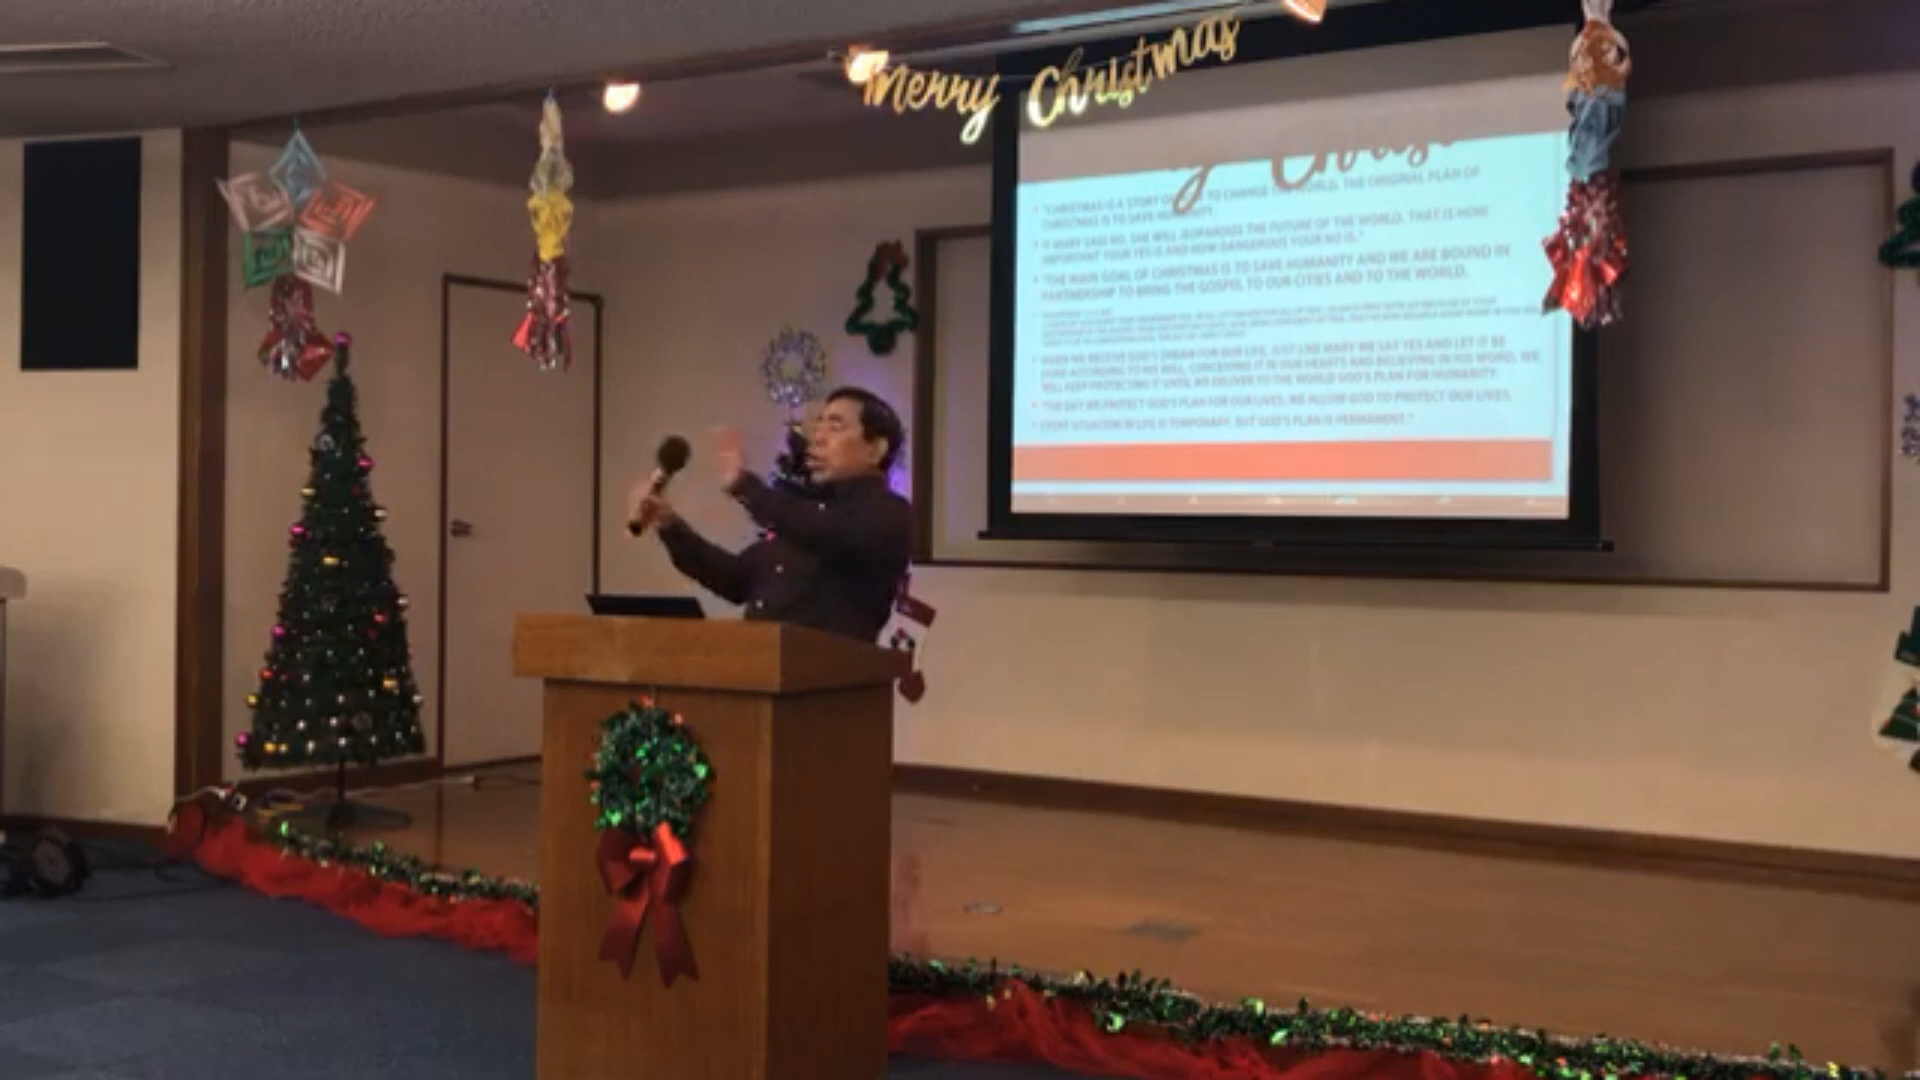 Merry Christmas
"CHRISTMAS IS A STORY TO CHANGE WORLD. THE ORIGINAL PLAN OF
CHRISTMAS IS TO SAVE HUMANITY.
IF MARY SAID NO, SHE WILL JEOPARDIZE THE FUTURE OF THE WORLD. THAT IS HOW
IMPORTANT YOUR YES IS AND HOW DANGEROUS YOUR NO IS."
"THE MAIN GOAL OF CHRISTMAS IS TO SAVE HUMANITY AND WE ARE BOUND IN
PARTNERSHIP TO BRING THE GOSPEL TO OUR CITIES AND TO THE WORLD.
WHEN WE RECEIVE GOD'S DREAM FOR OUR LIFE, JUST LIKE MARY WE SAY YES AND LET IT BE
DONE ACCORDING TO HIS WILL, CONCEIVING IT IN OUR HEARTS AND BELIEVING IN HIS WORD, WE
WILL KEEP PROTECTING IT UNTIL WE DELIVER TO THE WORLD GOD'S PLAN FOR HUMANITY.
"THE DAY WE PROTECT GOD'S PLAN FOR OUR LIVES, WE ALLOW GOD TO PROTECT OUR LIVES.
EVERY SITUATION IN LIFE IS TEMPORARY, BUT GOD'S PLAN IS PERMANENT."